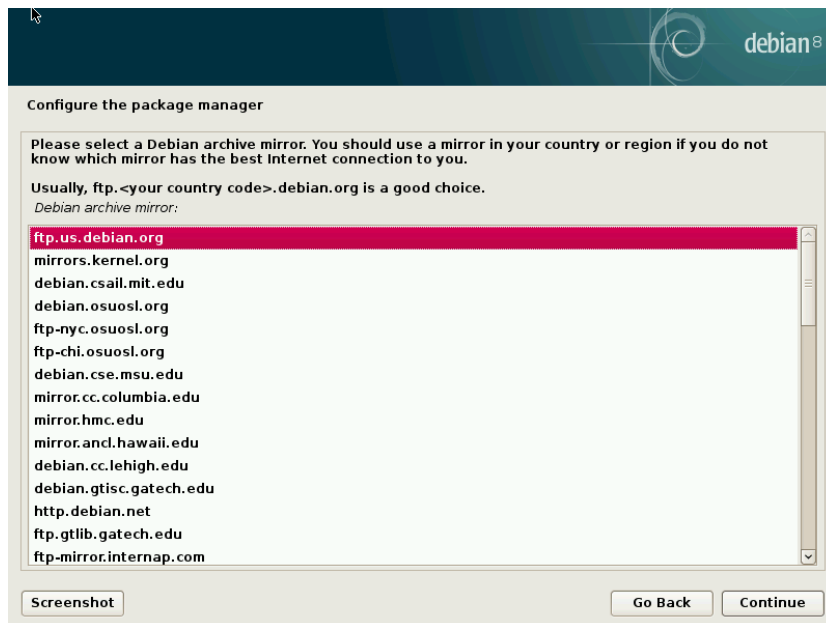 debian 8
Configure the package manager
Please select a Debian archive mirror. You should use a mirror in your country or region if you do not
know which mirror has the best Internet connection to you.
Usually, ftp.<your country code>.debian.org is a good choice.
Debian archive mirror:
ftp.us.debian.org
mirrors.kernel.org
debian.csail.mit.edu
debian.osuosl.org
ftp-nyc.osuosl.org
ftp-chi.osuosl.org
debian.cse.msu.edu
mirror.cc.columbia.edu
mirror.hmc.edu
mirror.ancl.hawaii.edu
debian.cc.lehigh.edu
debian.gtisc.gatech.edu
http.debian.net
ftp.gtlib.gatech.edu
ftp-mirror.internap.com
Screenshot
Go Back
Continue